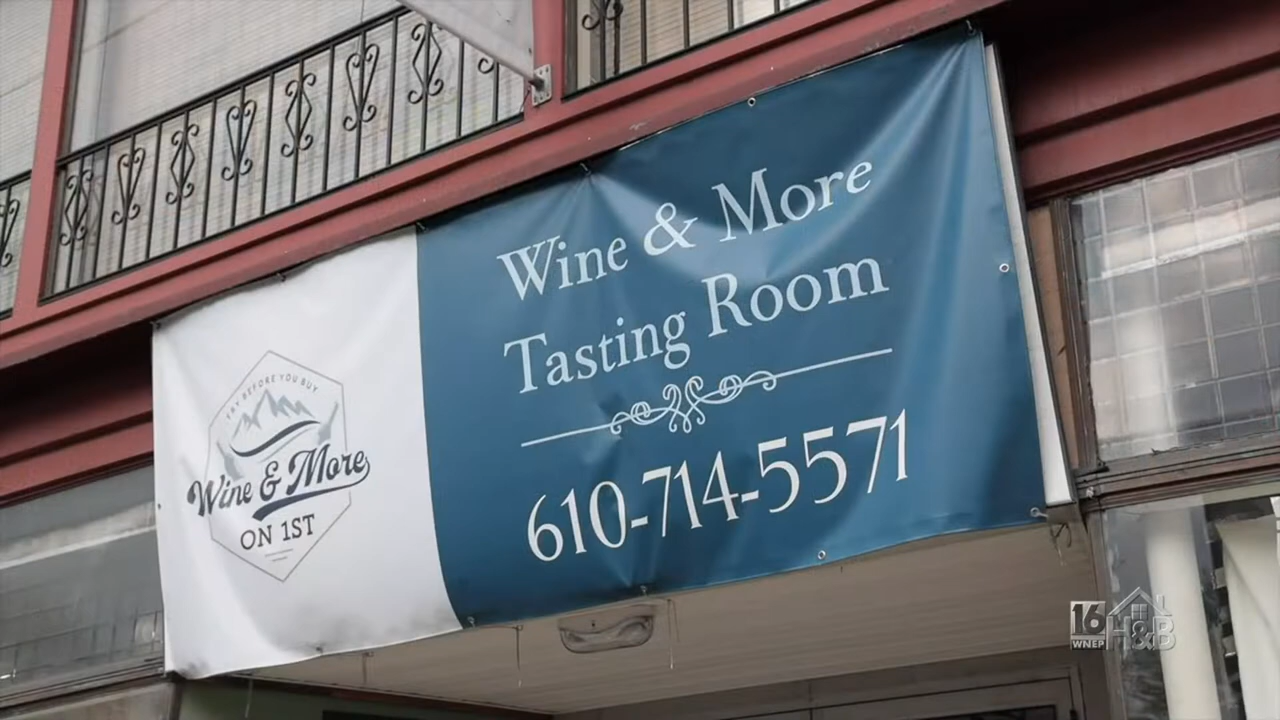 TRY BEFORE YOU BUY
Wine & More
ON 1ST
Wine & More
Tasting Room
610-714-5571
16
WNEP
H&B